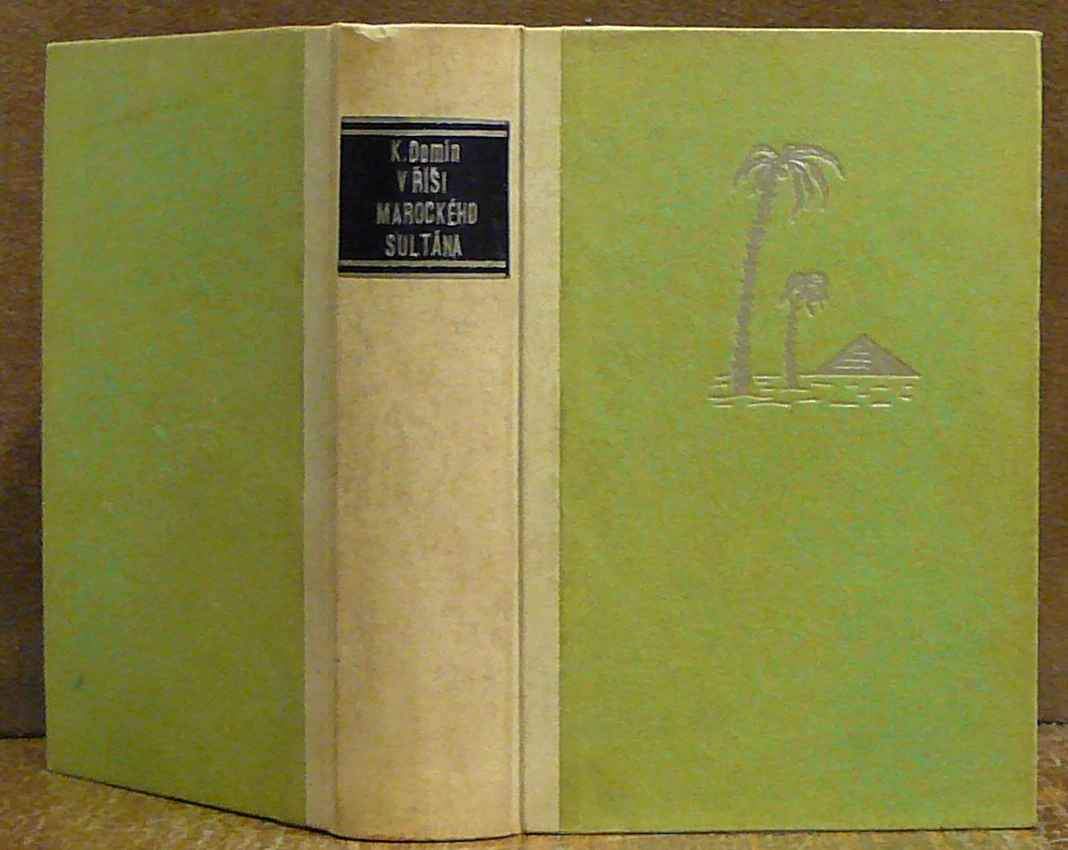 K. Domin
V ŘÍŠI
MAROCKÉHO
SULTÁNA